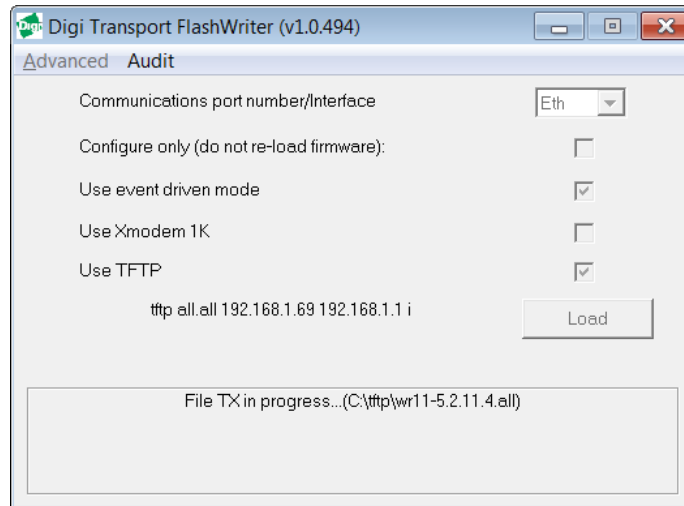 Digi Digi Transport FlashWriter (v1.0.494)
Advanced Audit
Communications port number/Interface Eth
Configure only (do not re-load firmware):
Use event driven mode
Use Xmodem 1K
Use TFTP
tftp all.all 192.168.1.69 192.168.1.1 i
Load
File TX in progress...(C:\tftp\wr11-5.2.11.4.all)